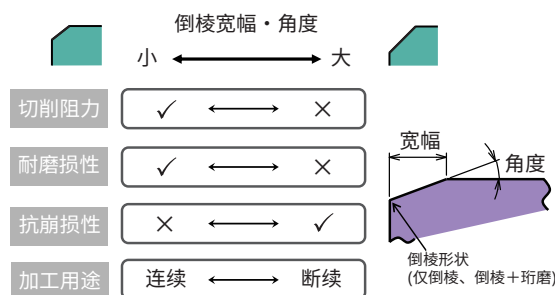 倒棱宽幅・角度
小 大
切削阻力 ✓ ✕
耐磨损性 ✓ ✕
抗崩损性 ✕ ✓
加工用途 连续 断续
宽幅
角度
倒棱形状
(仅倒棱、倒棱＋珩磨)